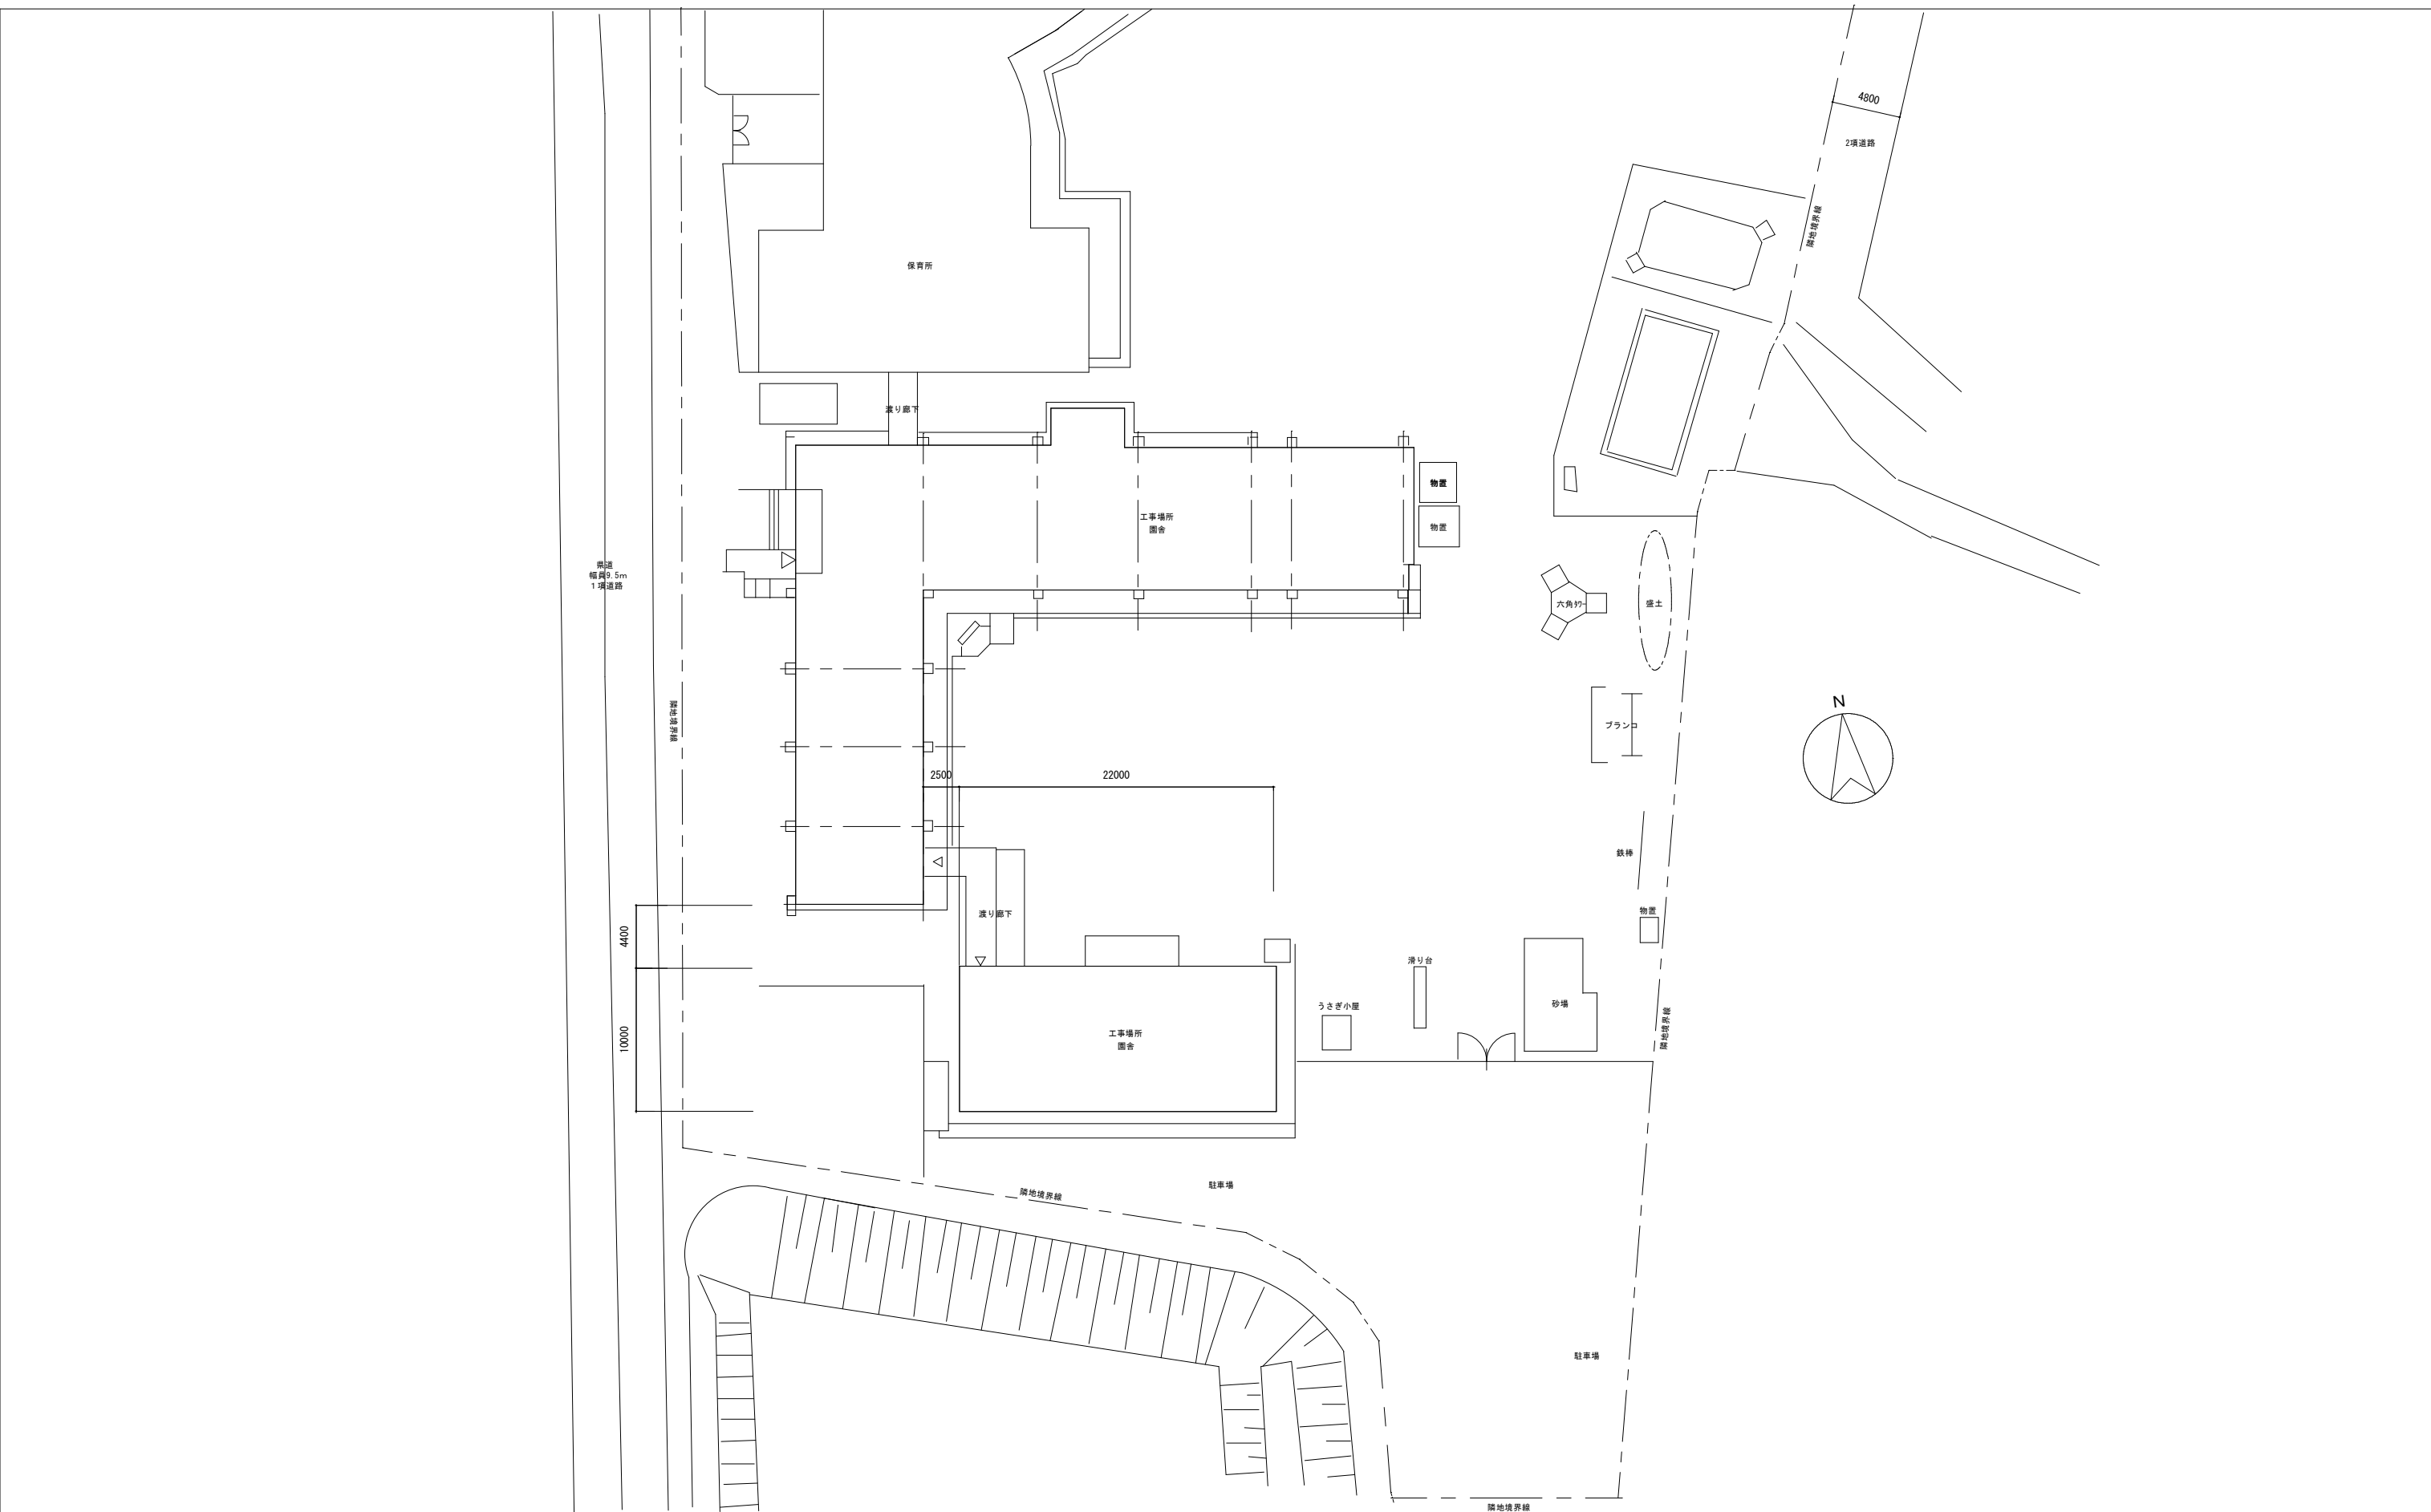 4800
2項道路
隣地境界線
保育所
渡り廊下
物置
工事場所
園舎
物置
県道
幅員9.5m
1項道路
六角タワー
盛土
隣地境界線
N
ブランコ
2500
22000
鉄棒
物置
渡り廊下
4400
滑り台
砂場
うさぎ小屋
隣地境界線
工事場所
園舎
10000
駐車場
隣地境界線
駐車場
隣地境界線